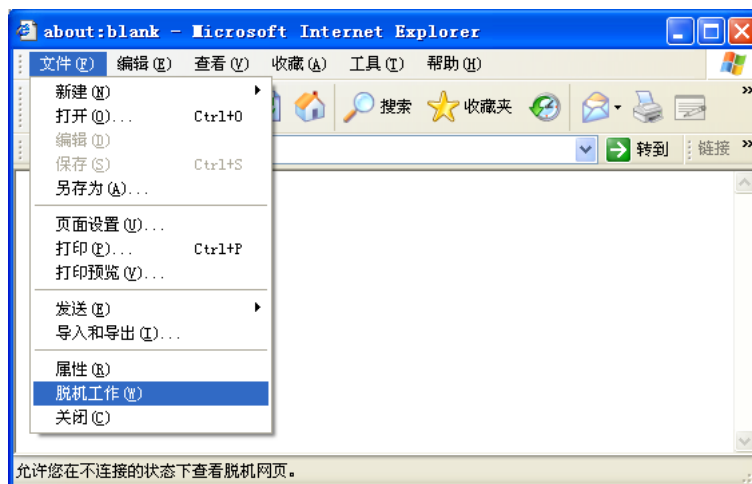 about:blank - Microsoft Internet Explorer
文件(F) 编辑(E) 查看(V) 收藏(A) 工具(T) 帮助(H)
搜索 收藏夹
转到 链接
新建(N)
打开(O)... Ctrl+O
编辑(D)
保存(S) Ctrl+S
另存为(A)...
页面设置(U)...
打印(P)... Ctrl+P
打印预览(V)...
发送(E)
导入和导出(I)...
属性(R)
脱机工作(W)
关闭(C)
允许您在不连接的状态下查看脱机网页。